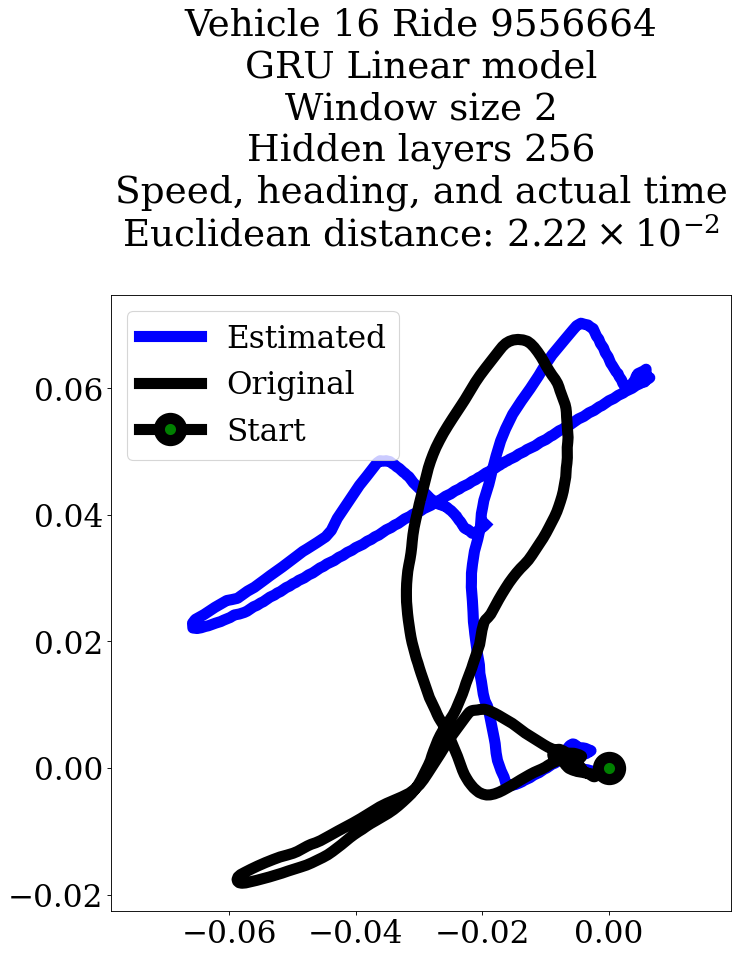 Vehicle 16 Ride 9556664
GRU Linear model
Window size 2
Hidden layers 256
Speed, heading, and actual time
Euclidean distance: 2.22 × 10⁻²
Estimated
Original
Start
0.06
0.04
0.02
0.00
−0.02
−0.06 −0.04 −0.02 0.00